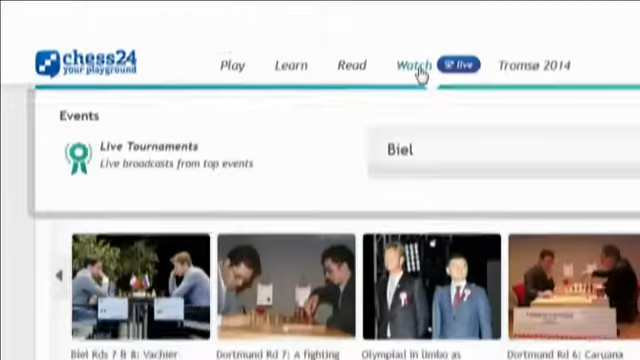 chess24
your playground
Play Learn Read Watch live Tromsø 2014
Events
Live Tournaments
Live broadcasts from top events
Biel
Biel Rds 7 & 8: Vachier
Dortmund Rd 7: A fighting
Olympiad in limbo as
Dortmund Rd 6: Caruana